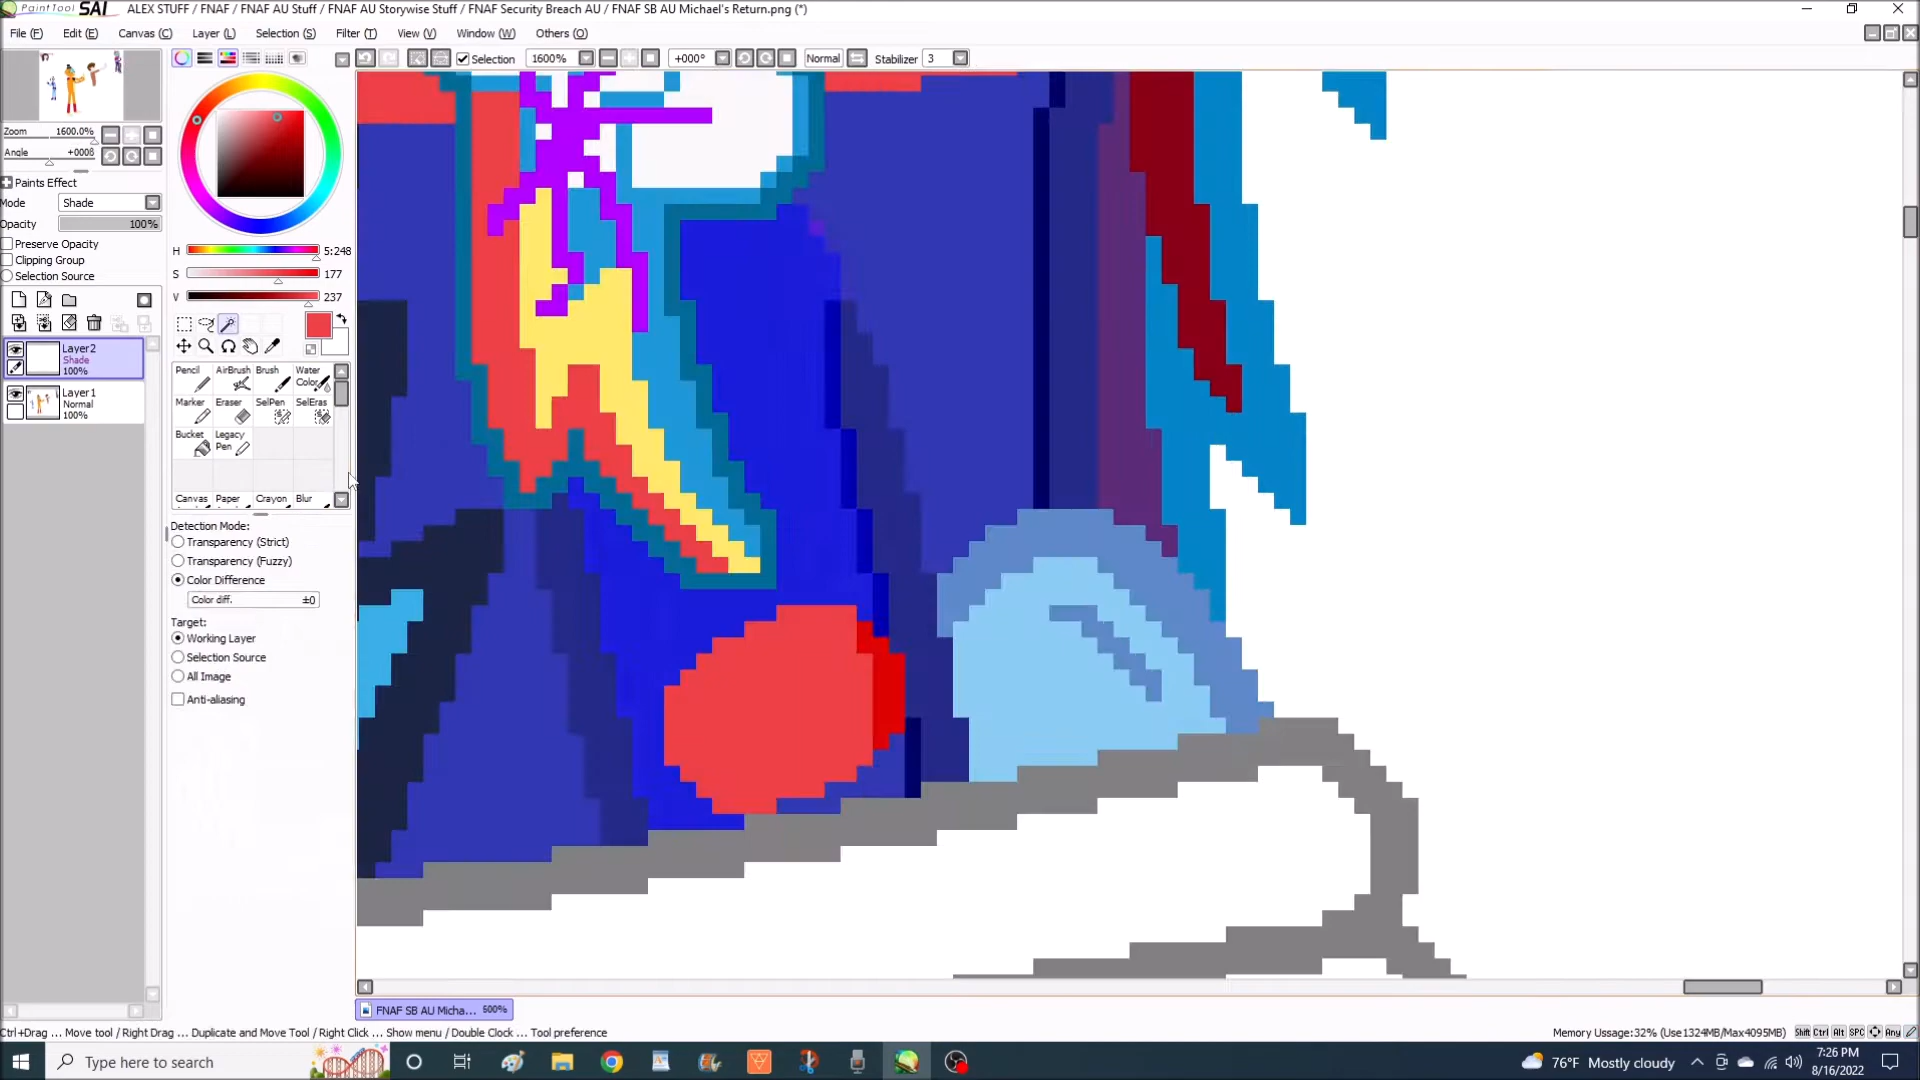 PaintTool SAI ALEX STUFF / FNAF / FNAF AU Stuff / FNAF AU Storywise Stuff / FNAF Security Breach AU / FNAF SB AU Michael's Return.png (*)
File (F) Edit (E) Canvas (C) Layer (L) Selection (S) Filter (T) View (V) Window (W) Others (O)
Selection 1600% +000° Normal Stabilizer 3
Zoom 1600.0%
Angle +000ß
Paints Effect
Mode Shade
Opacity 100%
Preserve Opacity
Clipping Group
Selection Source
H 5:248
S 177
V 237
Layer2
Shade
100%
Layer1
Normal
100%
Pencil AirBrush Brush Water Color
Marker Eraser SelPen SelEras
Bucket Legacy Pen
Canvas Paper Crayon Blur
Detection Mode:
Transparency (Strict)
Transparency (Fuzzy)
Color Difference
Color diff. ±0
Target:
Working Layer
Selection Source
All Image
Anti-aliasing
FNAF SB AU Micha... 500%
Ctrl+Drag ... Move tool / Right Drag ... Duplicate and Move Tool / Right Click ... Show menu / Double Clock ... Tool preference
Memory Ussage:32% (Use1324MB/Max4095MB) Shift Ctrl Alt SPC Any
Type here to search
76°F Mostly cloudy
7:26 PM
8/16/2022